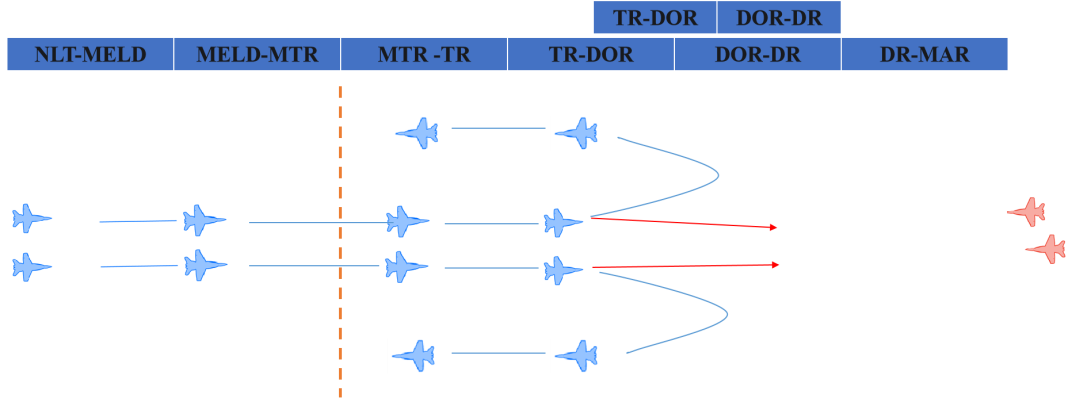 TR-DOR DOR-DR
NLT-MELD MELD-MTR MTR -TR TR-DOR DOR-DR DR-MAR